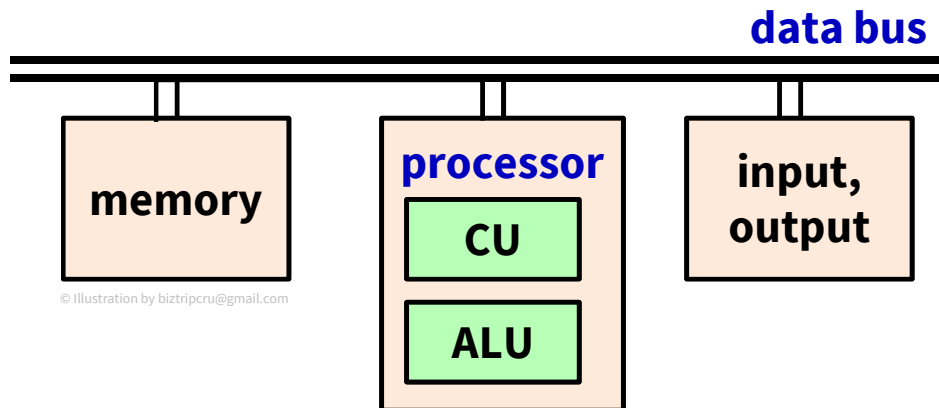 data bus
memory
processor
CU
ALU
input,
output
© Illustration by biztripcru@gmail.com